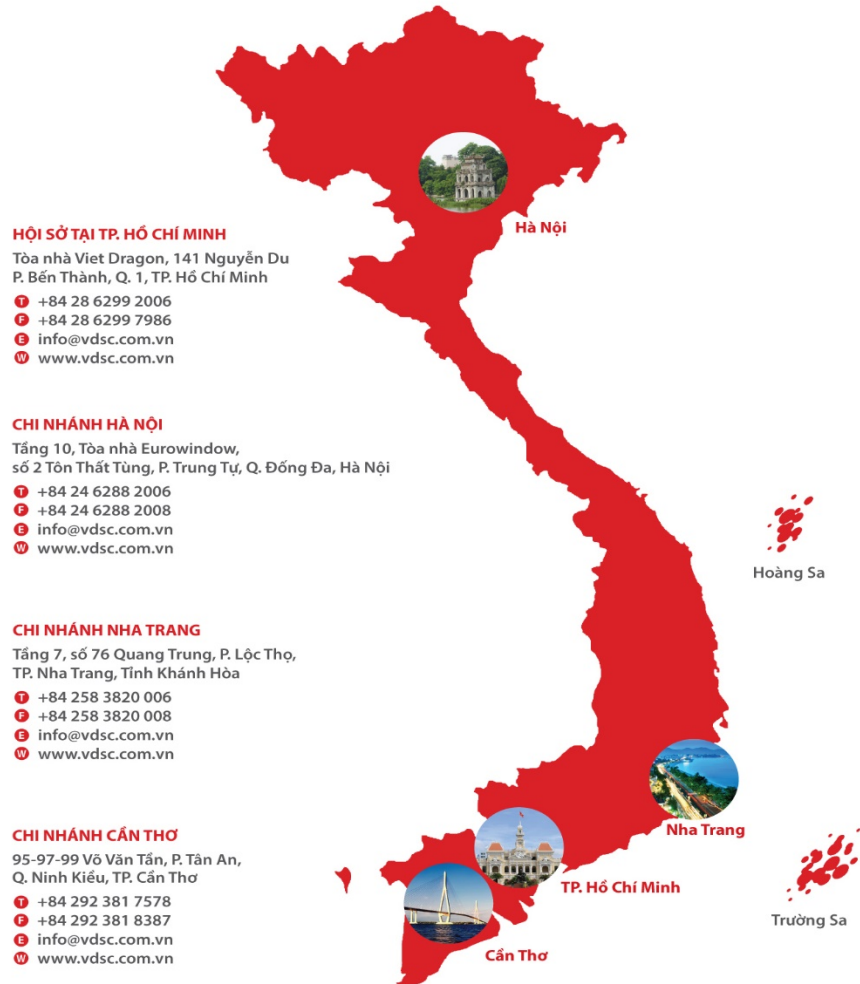 Hà Nội
HỘI SỞ TẠI TP. HỒ CHÍ MINH
Tòa nhà Viet Dragon, 141 Nguyễn Du
P. Bến Thành, Q. 1, TP. Hồ Chí Minh
T +84 28 6299 2006
F +84 28 6299 7986
E info@vdsc.com.vn
W www.vdsc.com.vn
CHI NHÁNH HÀ NỘI
Tầng 10, Tòa nhà Eurowindow,
số 2 Tôn Thất Tùng, P. Trung Tự, Q. Đống Đa, Hà Nội
T +84 24 6288 2006
F +84 24 6288 2008
E info@vdsc.com.vn
W www.vdsc.com.vn
Hoàng Sa
CHI NHÁNH NHA TRANG
Tầng 7, số 76 Quang Trung, P. Lộc Thọ,
TP. Nha Trang, Tỉnh Khánh Hòa
T +84 258 3820 006
F +84 258 3820 008
E info@vdsc.com.vn
W www.vdsc.com.vn
Nha Trang
CHI NHÁNH CẦN THƠ
95-97-99 Võ Văn Tần, P. Tân An,
Q. Ninh Kiều, TP. Cần Thơ
T +84 292 381 7578
F +84 292 381 8387
E info@vdsc.com.vn
W www.vdsc.com.vn
TP. Hồ Chí Minh
Trường Sa
Cần Thơ